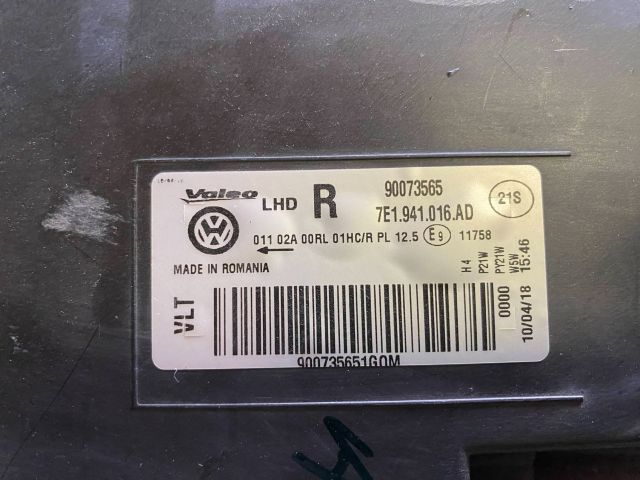 Valeo LHD R 90073565
7E1.941.016.AD
21S
011 02A 00RL 01HC/R PL 12.5 E9 11758
MADE IN ROMANIA
VLT
H4
P21W
PY21W
W5W
0000
10/04/18 15:46
900735651GOM